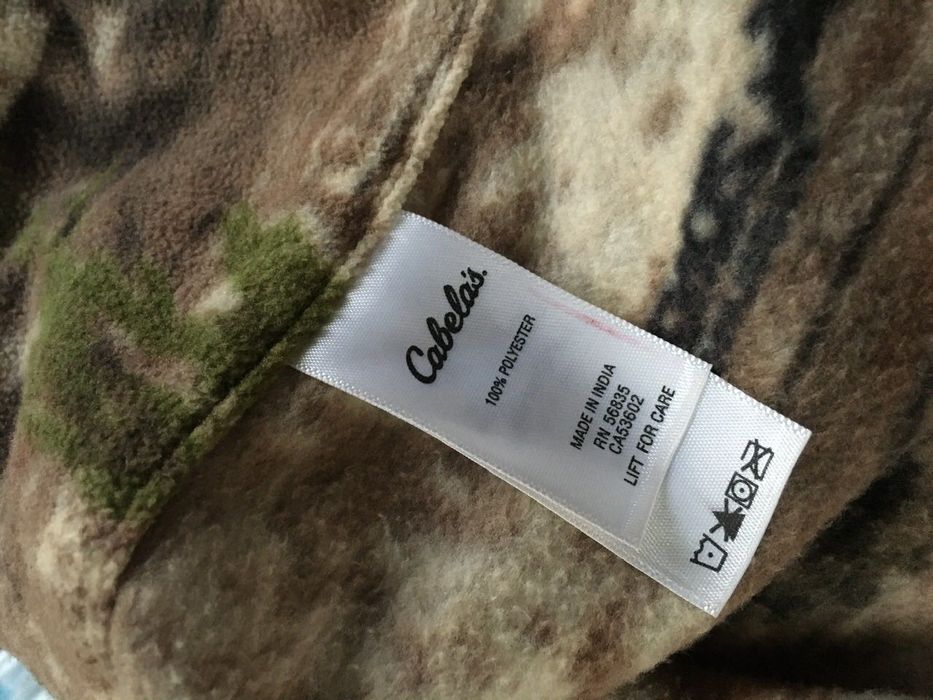 Cabela's.
100% POLYESTER
MADE IN INDIA
RN 56835
CA53602
LIFT FOR CARE